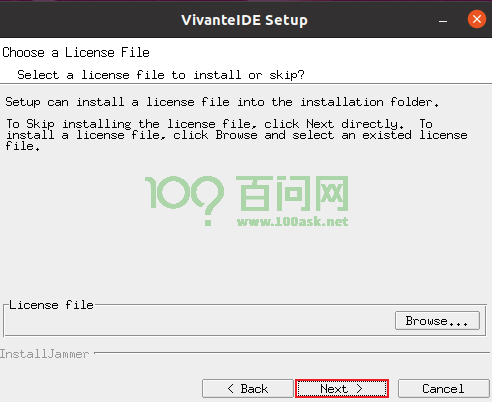 VivanteIDE Setup
Choose a License File
Select a license file to install or skip?
Setup can install a license file into the installation folder.
To Skip installing the license file, click Next directly. To
install a license file, click Browse and select an existed license
file.
100?百问网
www.100ask.net
License file
Browse...
InstallJammer
< Back
Next >
Cancel